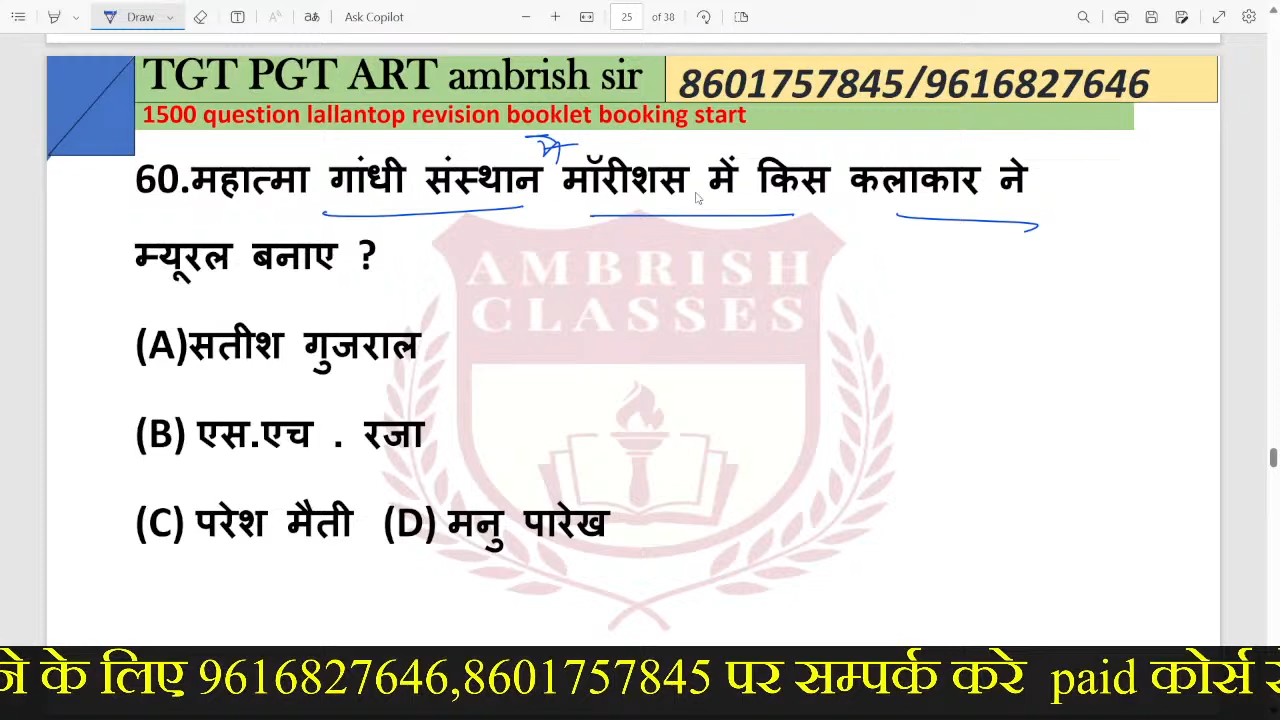 Draw
Ask Copilot
25 of 38
TGT PGT ART ambrish sir
8601757845/9616827646
1500 question lallantop revision booklet booking start
60.महात्मा गांधी संस्थान मॉरीशस में किस कलाकार ने
म्यूरल बनाए ?
AMBRISH
CLASSES
(A)सतीश गुजराल
(B) एस.एच . रजा
(C) परेश मैती (D) मनु पारेख
ने के लिए 9616827646,8601757845 पर सम्पर्क करे paid कोर्स